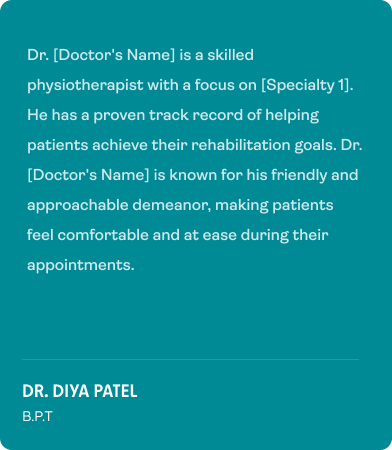 Dr. [Doctor's Name] is a skilled
physiotherapist with a focus on [Specialty 1].
He has a proven track record of helping
patients achieve their rehabilitation goals. Dr.
[Doctor's Name] is known for his friendly and
approachable demeanor, making patients
feel comfortable and at ease during their
appointments.
DR. DIYA PATEL
B.P.T